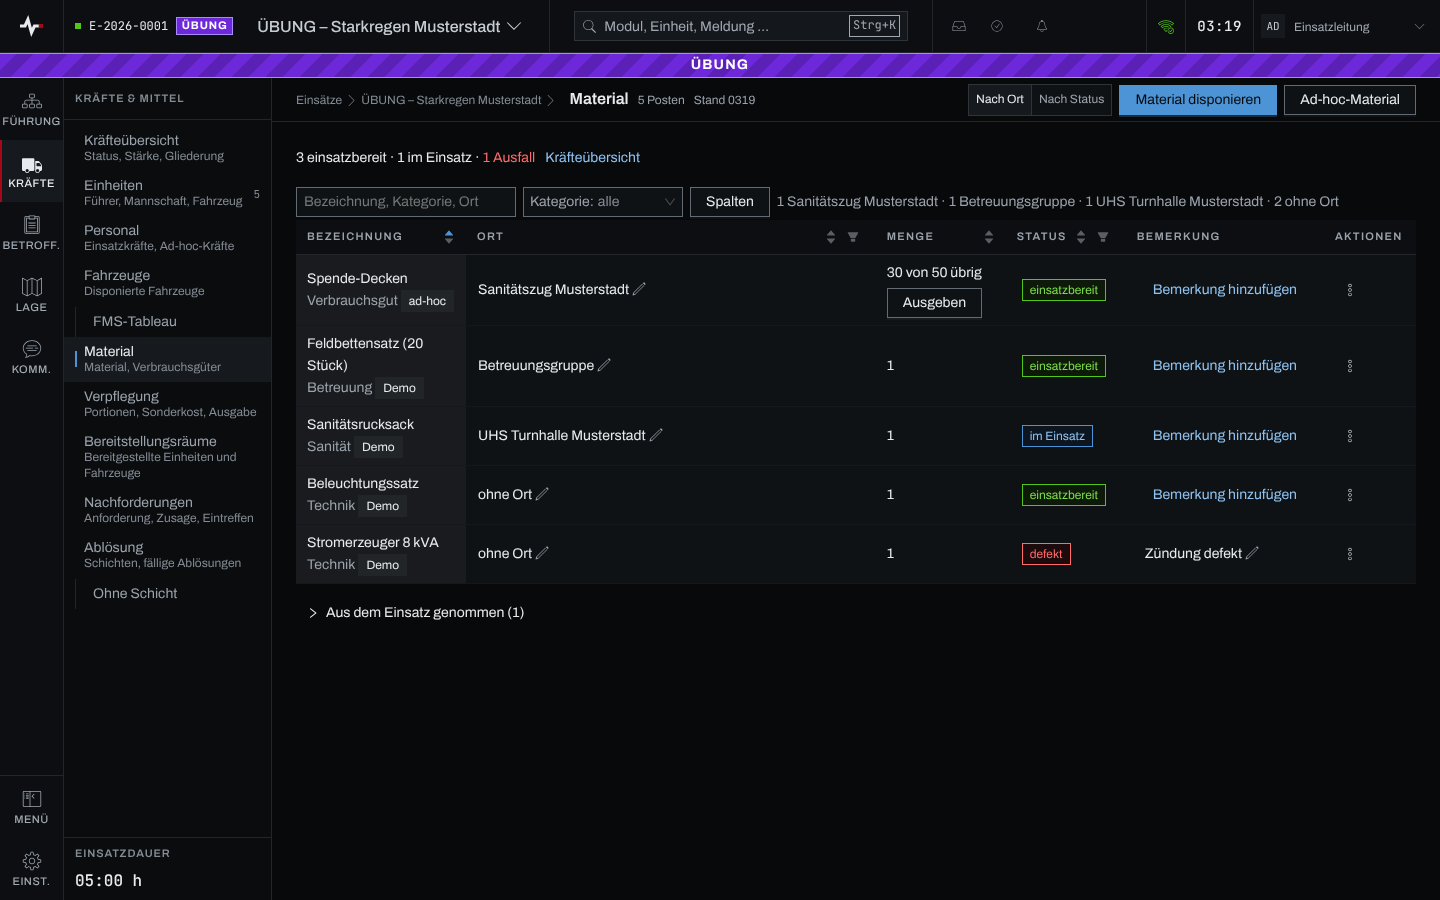 E-2026-0001 ÜBUNG ÜBUNG – Starkregen Musterstadt Modul, Einheit, Meldung ... Strg+K 03:19 AD Einsatzleitung
ÜBUNG
FÜHRUNG
KRÄFTE
BETROFF.
LAGE
KOMM.
MENÜ
EINST.
KRÄFTE & MITTEL
Kräfteübersicht
Status, Stärke, Gliederung
Einheiten
Führer, Mannschaft, Fahrzeug 5
Personal
Einsatzkräfte, Ad-hoc-Kräfte
Fahrzeuge
Disponierte Fahrzeuge
FMS-Tableau
Material
Material, Verbrauchsgüter
Verpflegung
Portionen, Sonderkost, Ausgabe
Bereitstellungsräume
Bereitgestellte Einheiten und
Fahrzeuge
Nachforderungen
Anforderung, Zusage, Eintreffen
Ablösung
Schichten, fällige Ablösungen
Ohne Schicht
EINSATZDAUER
05:00 h
Einsätze ÜBUNG – Starkregen Musterstadt Material 5 Posten Stand 0319 Nach Ort Nach Status Material disponieren Ad-hoc-Material
3 einsatzbereit · 1 im Einsatz · 1 Ausfall Kräfteübersicht
Bezeichnung, Kategorie, Ort Kategorie: alle Spalten 1 Sanitätszug Musterstadt · 1 Betreuungsgruppe · 1 UHS Turnhalle Musterstadt · 2 ohne Ort
BEZEICHNUNG ORT MENGE STATUS BEMERKUNG AKTIONEN
Spende-Decken
Verbrauchsgut ad-hoc
Sanitätszug Musterstadt
30 von 50 übrig
Ausgeben
einsatzbereit
Bemerkung hinzufügen
Feldbettensatz (20
Stück)
Betreuung Demo
Betreuungsgruppe 1 einsatzbereit Bemerkung hinzufügen
Sanitätsrucksack
Sanität Demo
UHS Turnhalle Musterstadt 1 im Einsatz Bemerkung hinzufügen
Beleuchtungssatz
Technik Demo
ohne Ort 1 einsatzbereit Bemerkung hinzufügen
Stromerzeuger 8 kVA
Technik Demo
ohne Ort 1 defekt Zündung defekt
Aus dem Einsatz genommen (1)